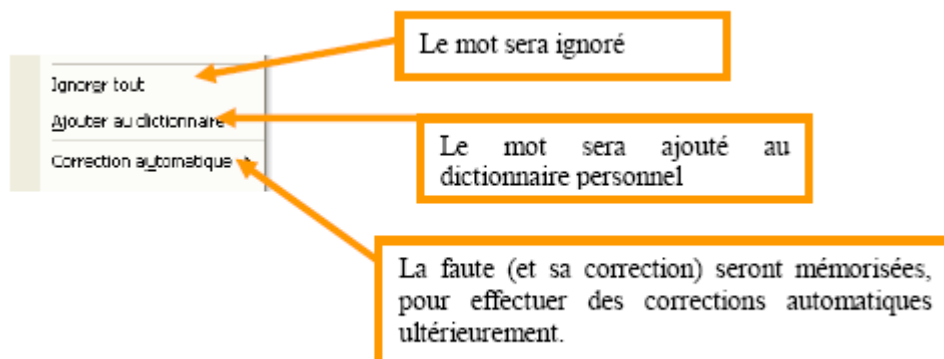 Le mot sera ignoré
Ignorer tout
Ajouter au dictionnaire
Le mot sera ajouté au
dictionnaire personnel
Correction automatique
La faute (et sa correction) seront mémorisées,
pour effectuer des corrections automatiques
ultérieurement.